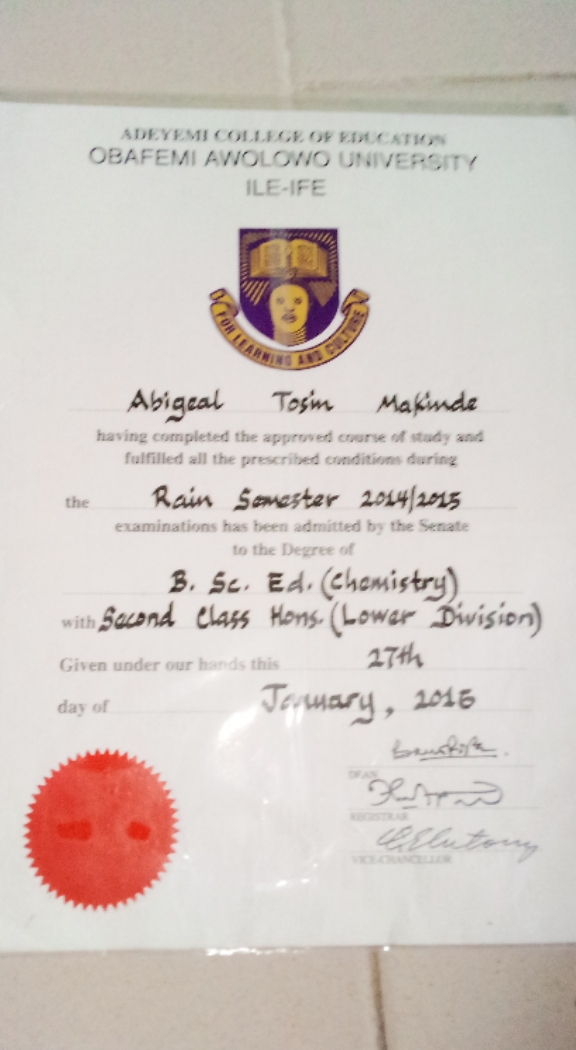 ADEYEMI COLLEGE OF EDUCATION
OBAFEMI AWOLOWO UNIVERSITY
ILE-IFE
FOR LEARNING AND CULTURE
Abigeal Tosin Makinde
having completed the approved course of study and
fulfilled all the prescribed conditions during
the Rain Semester 2014/2015
examinations has been admitted by the Senate
to the Degree of
B. Sc. Ed. (Chemistry)
with Second Class Hons. (Lower Division)
Given under our hands this 27th
day of January, 2016
DEAN
REGISTRAR
VICE-CHANCELLOR